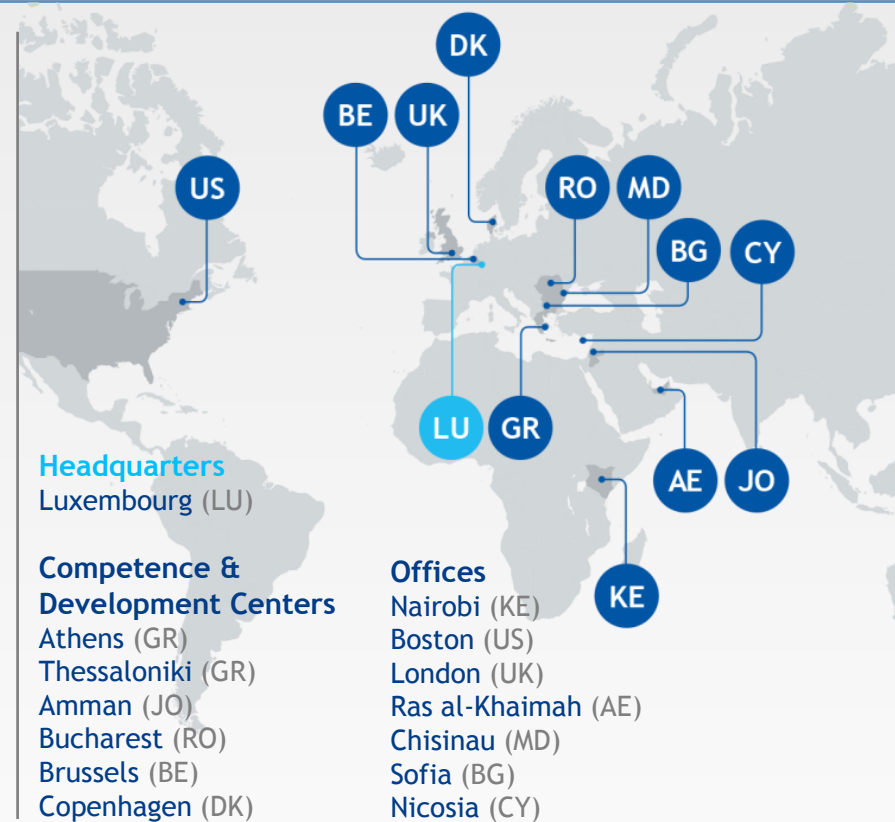 DK
BE
UK
US
RO
MD
BG
CY
LU
GR
AE
JO
KE
Headquarters
Luxembourg (LU)
Competence &
Development Centers
Athens (GR)
Thessaloniki (GR)
Amman (JO)
Bucharest (RO)
Brussels (BE)
Copenhagen (DK)
Offices
Nairobi (KE)
Boston (US)
London (UK)
Ras al-Khaimah (AE)
Chisinau (MD)
Sofia (BG)
Nicosia (CY)